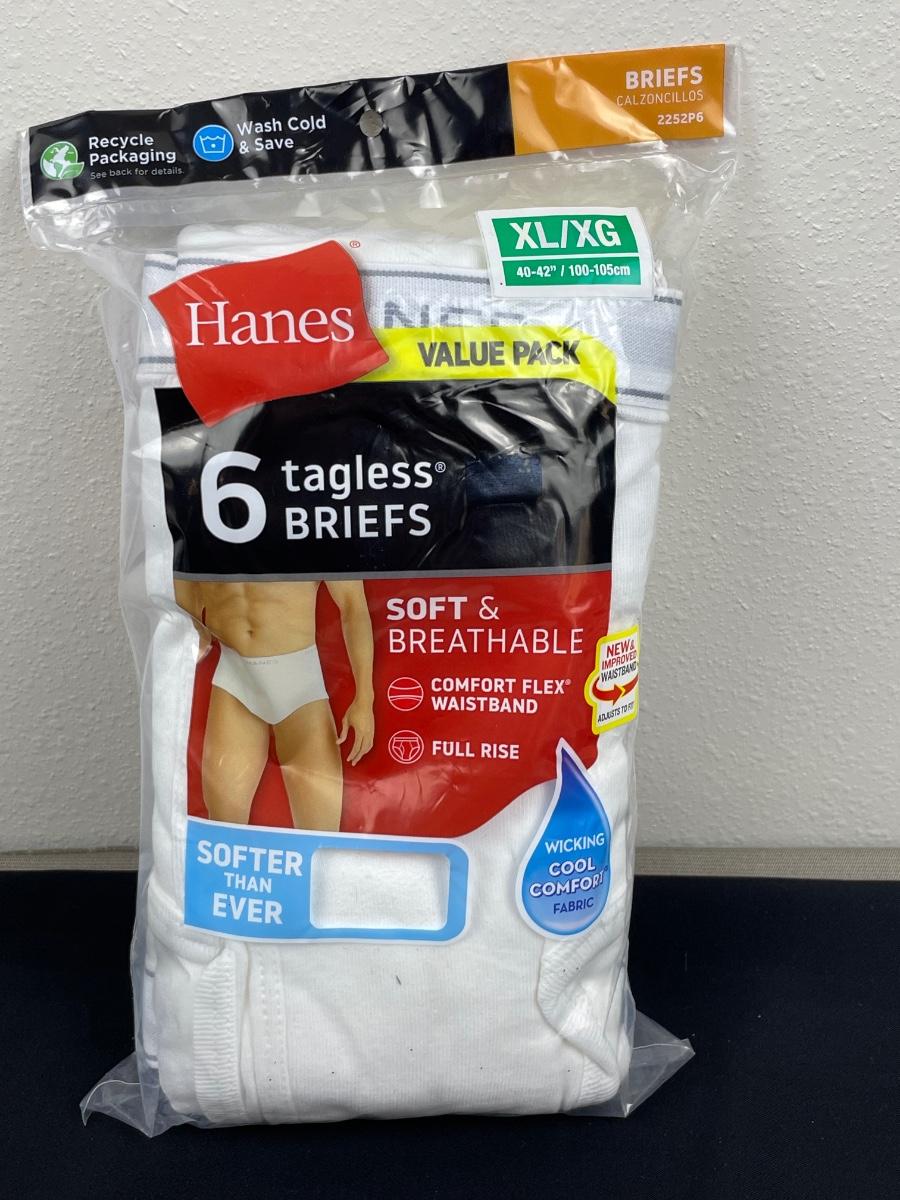 Recycle
Packaging
See back for details.
Wash Cold
& Save
BRIEFS
CALZONCILLOS
2252P6
XL/XG
40-42" / 100-105cm
Hanes®
VALUE PACK
6 tagless®
BRIEFS
SOFT &
BREATHABLE
COMFORT FLEX®
WAISTBAND
FULL RISE
NEW &
IMPROVED
WAISTBAND
ADJUSTS TO FIT
SOFTER
THAN
EVER
WICKING
COOL
COMFORT™
FABRIC
HANES